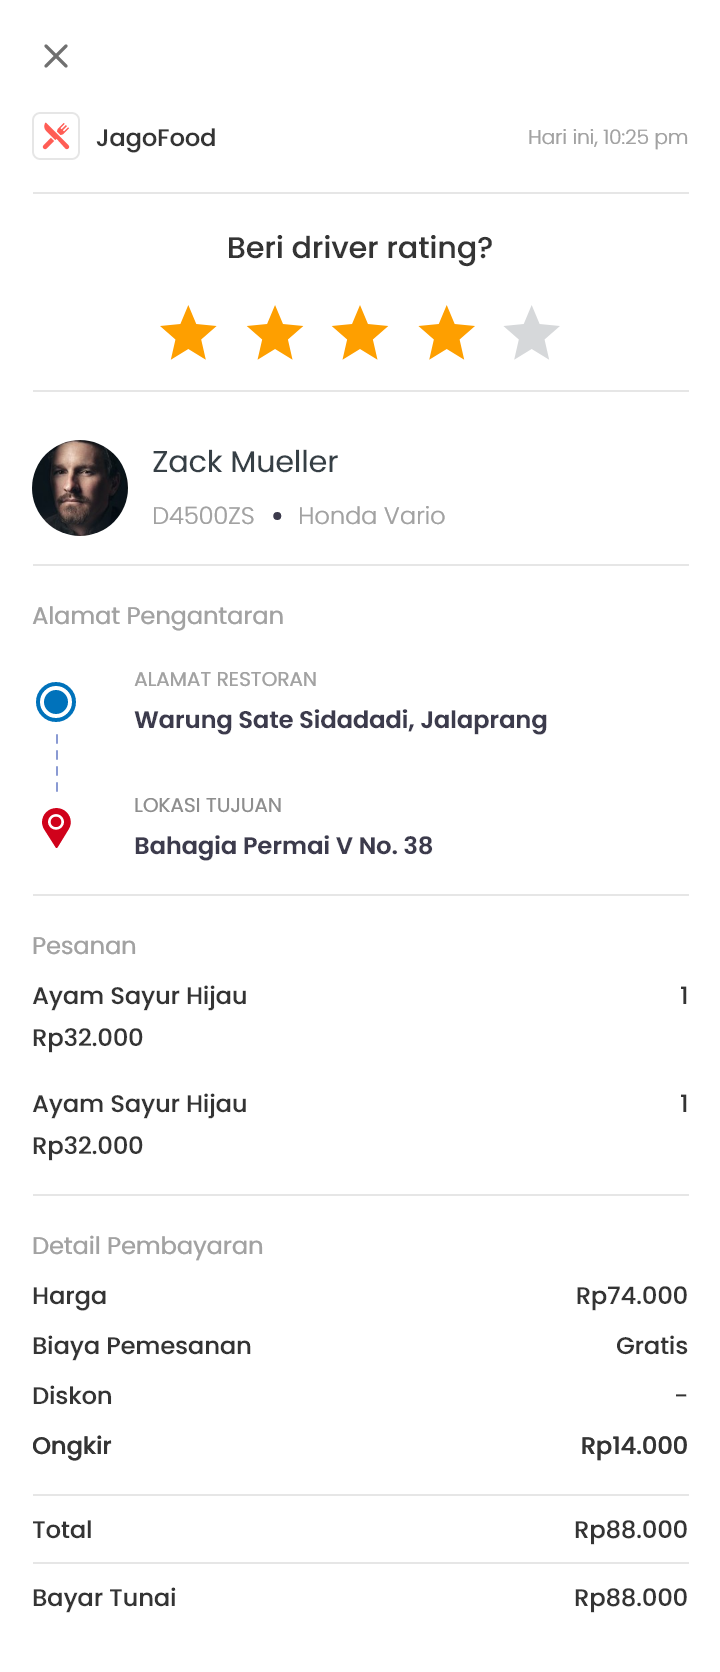 JagoFood
Hari ini, 10:25 pm
Beri driver rating?
Zack Mueller
D4500ZS • Honda Vario
Alamat Pengantaran
ALAMAT RESTORAN
Warung Sate Sidadadi, Jalaprang
LOKASI TUJUAN
Bahagia Permai V No. 38
Pesanan
Ayam Sayur Hijau 1
Rp32.000
Ayam Sayur Hijau 1
Rp32.000
Detail Pembayaran
Harga Rp74.000
Biaya Pemesanan Gratis
Diskon -
Ongkir Rp14.000
Total Rp88.000
Bayar Tunai Rp88.000